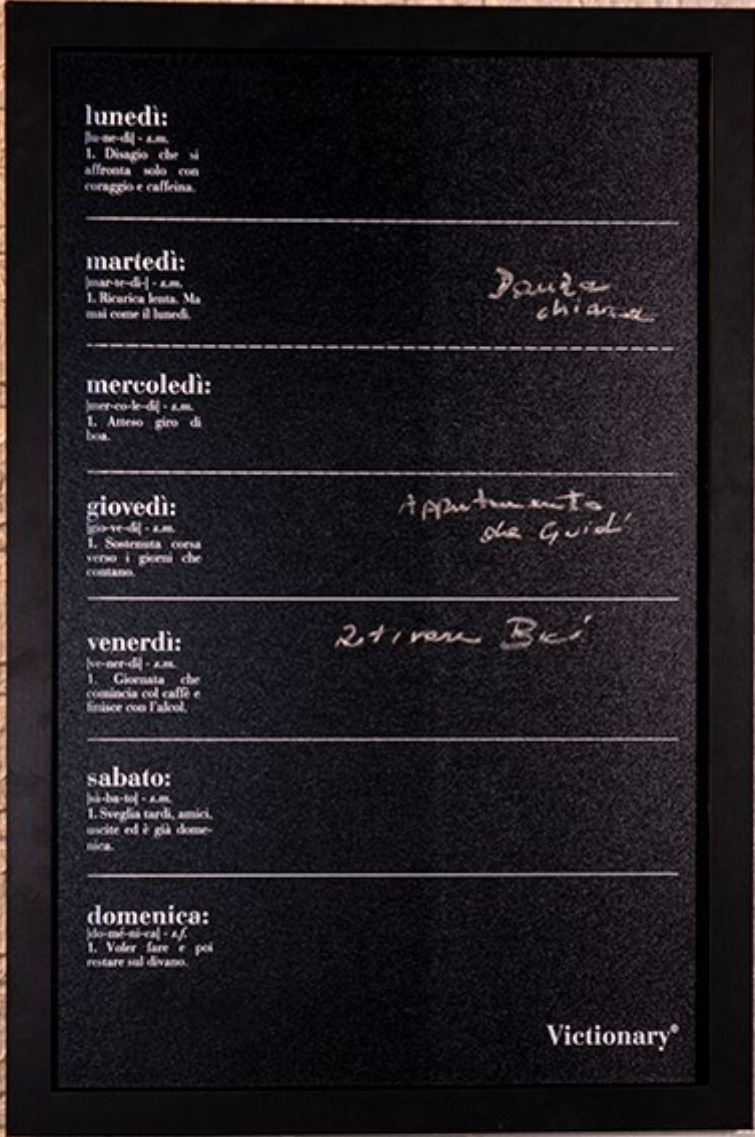 lunedì:
|lu-ne-dì| - s.m.
1. Disagio che si
affronta solo con
coraggio e caffeina.
martedì:
|mar-te-dì-| - s.m.
1. Ricarica lenta. Ma
mai come il lunedì.
Danza
chiara
mercoledì:
|mer-co-le-dì| - s.m.
1. Atteso giro di
boa.
giovedì:
|gio-ve-dì| - s.m.
1. Sostenuta corsa
verso i giorni che
contano.
Appuntamento
da Guidi
venerdì:
|ve-ner-dì| - s.m.
1. Giornata che
comincia col caffè e
finisce con l'alcol.
Ritirare Bici
sabato:
|sà-ba-to| - s.m.
1. Sveglia tardi, amici,
uscite ed è già dome-
nica.
domenica:
|do-mé-ni-ca| - s.f.
1. Voler fare e poi
restare sul divano.
Victionary®